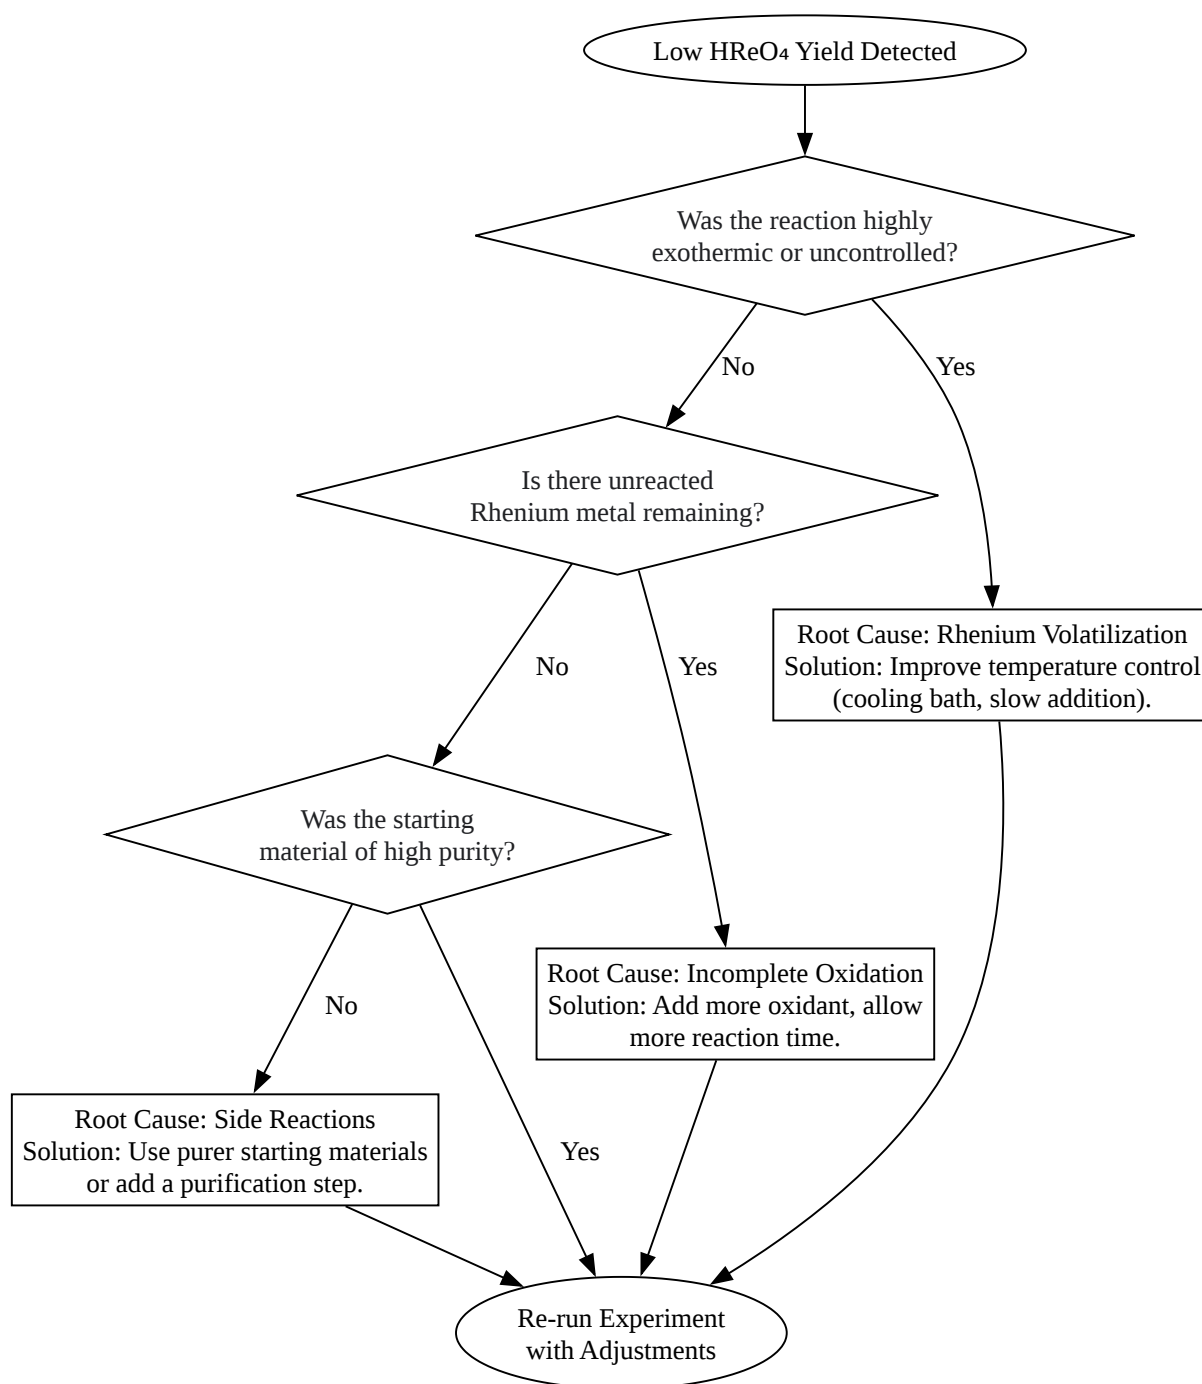 Low HReO₄ Yield Detected
Was the reaction highly
exothermic or uncontrolled?
No
Yes
Is there unreacted
Rhenium metal remaining?
Root Cause: Rhenium Volatilization
Solution: Improve temperature control
(cooling bath, slow addition).
No
Yes
Was the starting
material of high purity?
Root Cause: Incomplete Oxidation
Solution: Add more oxidant, allow
more reaction time.
No
Root Cause: Side Reactions
Solution: Use purer starting materials
or add a purification step.
Yes
Re-run Experiment
with Adjustments